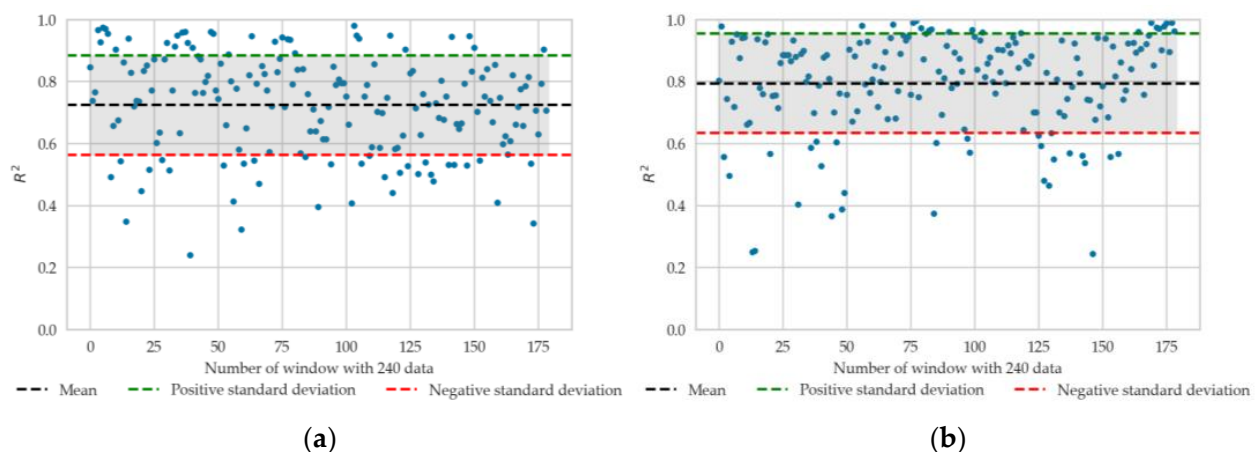 1.0
0.8
0.6
0.4
0.2
0.0
R²
0 25 50 75 100 125 150 175
Number of window with 240 data
Mean Positive standard deviation Negative standard deviation
(a)
1.0
0.8
0.6
0.4
0.2
0.0
R²
0 25 50 75 100 125 150 175
Number of window with 240 data
Mean Positive standard deviation Negative standard deviation
(b)